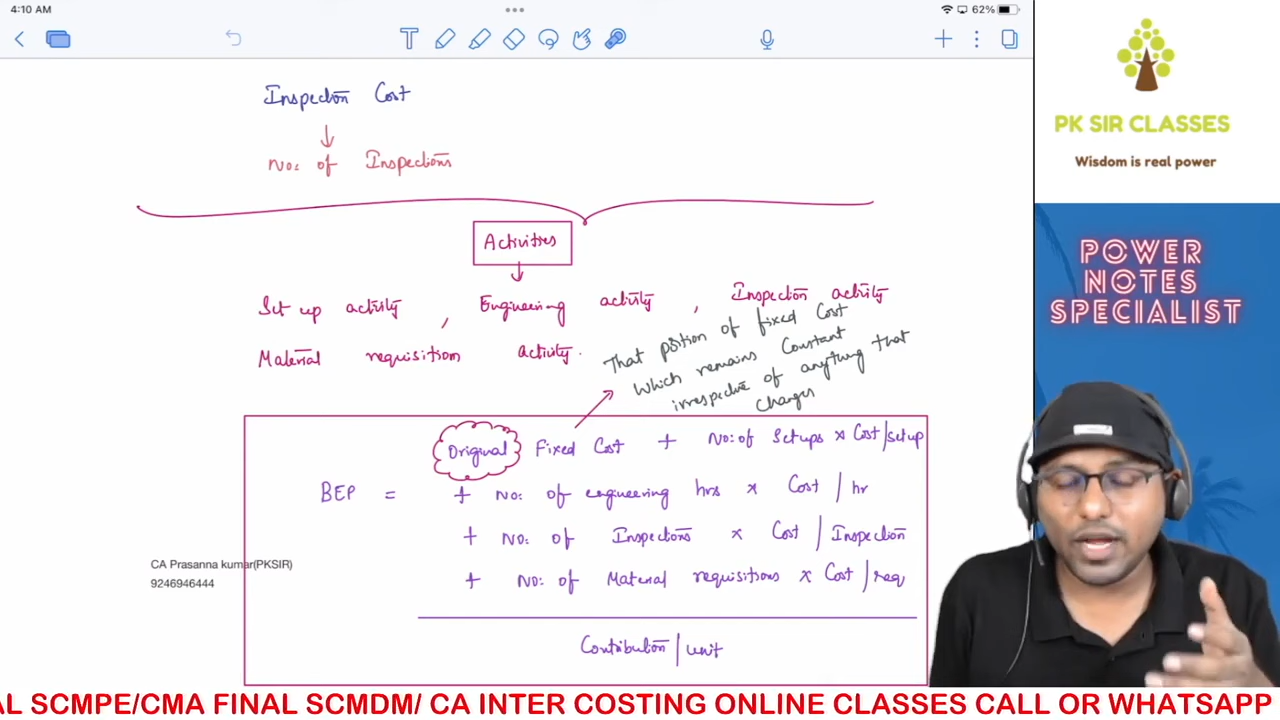 4:10 AM
62%
T
Inspection Cost
No: of Inspections
Activities
Set up activity , Engineering activity , Inspection activity
Material requisition activity.
That portion of fixed Cost
Which remains Constant
irrespective of anything that
Changes
Original Fixed Cost + No: of Setups x Cost/setup
BEP = + No: of engineering hrs x Cost / hr
+ No: of Inspections x Cost / Inspection
+ No: of Material requisitions x Cost / req
Contribution / unit
CA Prasanna kumar(PKSIR)
9246946444
PK SIR CLASSES
Wisdom is real power
POWER
NOTES
SPECIALIST
AL SCMPE/CMA FINAL SCMDM/ CA INTER COSTING ONLINE CLASSES CALL OR WHATSAPP